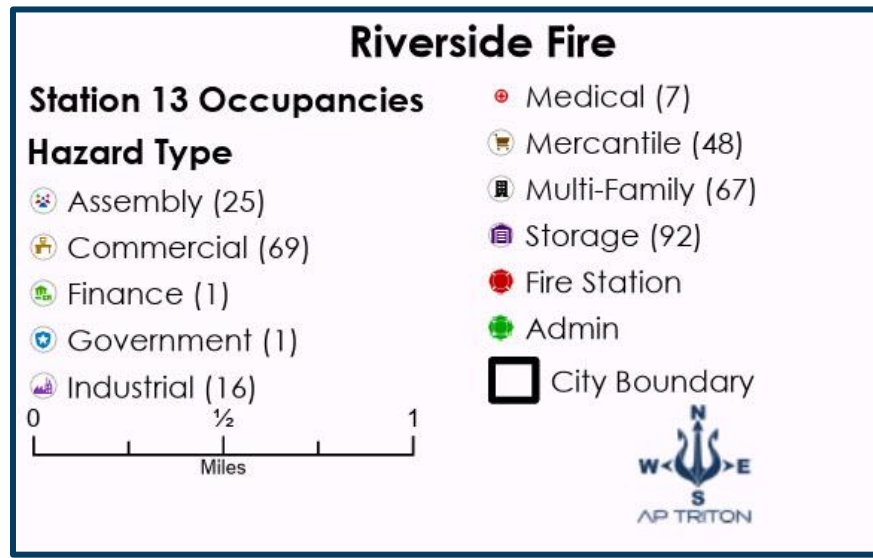 Riverside Fire
Station 13 Occupancies
Hazard Type
Assembly (25)
Commercial (69)
Finance (1)
Government (1)
Industrial (16)
0 ½ 1
Miles
Medical (7)
Mercantile (48)
Multi-Family (67)
Storage (92)
Fire Station
Admin
City Boundary
N
W E
S
AP TRITON